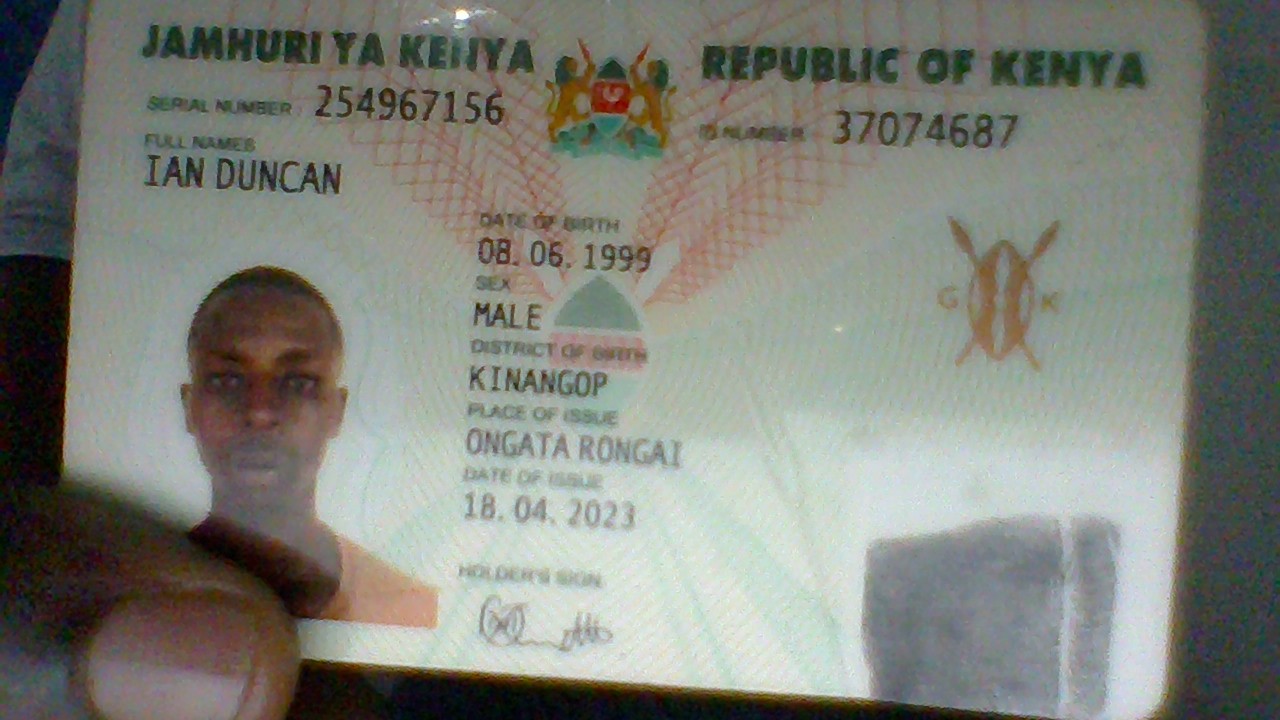 JAMHURI YA KENYA REPUBLIC OF KENYA
SERIAL NUMBER: 254967156 ID NUMBER: 37074687
FULL NAMES
IAN DUNCAN
DATE OF BIRTH
08. 06. 1999
SEX
MALE
DISTRICT OF BIRTH
KINANGOP
PLACE OF ISSUE
ONGATA RONGAI
DATE OF ISSUE
18. 04. 2023
HOLDER'S SIGN.
G K